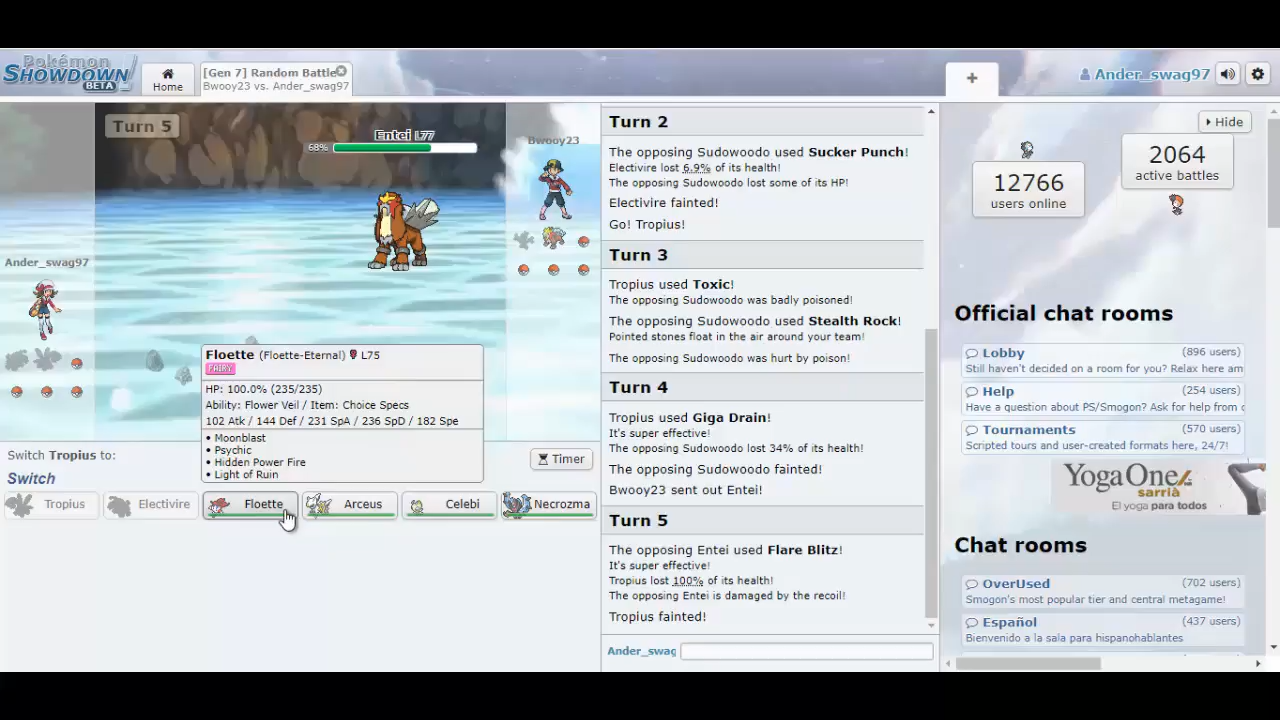 Pokémon
SHOWDOWN
BETA
Home
[Gen 7] Random Battle
Bwooy23 vs. Ander_swag97
+
Ander_swag97
Turn 5
Entei L77
68%
Bwooy23
Ander_swag97
Floette (Floette-Eternal) L75
FAIRY
HP: 100.0% (235/235)
Ability: Flower Veil / Item: Choice Specs
102 Atk / 144 Def / 231 SpA / 236 SpD / 182 Spe
• Moonblast
• Psychic
• Hidden Power Fire
• Light of Ruin
Switch Tropius to:
Timer
Switch
Tropius
Electivire
Floette
Arceus
Celebi
Necrozma
Turn 2
The opposing Sudowoodo used Sucker Punch!
Electivire lost 6.9% of its health!
The opposing Sudowoodo lost some of its HP!
Electivire fainted!
Go! Tropius!
Turn 3
Tropius used Toxic!
The opposing Sudowoodo was badly poisoned!
The opposing Sudowoodo used Stealth Rock!
Pointed stones float in the air around your team!
The opposing Sudowoodo was hurt by poison!
Turn 4
Tropius used Giga Drain!
It's super effective!
The opposing Sudowoodo lost 34% of its health!
The opposing Sudowoodo fainted!
Bwooy23 sent out Entei!
Turn 5
The opposing Entei used Flare Blitz!
It's super effective!
Tropius lost 100% of its health!
The opposing Entei is damaged by the recoil!
Tropius fainted!
Ander_swag
Hide
12766
users online
2064
active battles
Official chat rooms
Lobby (896 users)
Still haven't decided on a room for you? Relax here am
Help (254 users)
Have a question about PS/Smogon? Ask for help from o
Tournaments (570 users)
Scripted tours and user-created formats here, 24/7!
YogaOne
sarrià
El yoga para todos
Chat rooms
OverUsed (702 users)
Smogon's most popular tier and central metagame!
Español (437 users)
Bienvenido a la sala para hispanohablantes